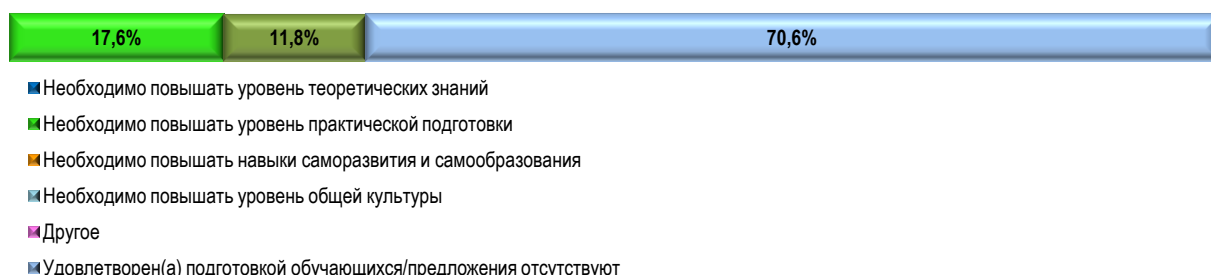 17,6% 11,8% 70,6%
Необходимо повышать уровень теоретических знаний
Необходимо повышать уровень практической подготовки
Необходимо повышать навыки саморазвития и самообразования
Необходимо повышать уровень общей культуры
Другое
Удовлетворен(а) подготовкой обучающихся/предложения отсутствуют